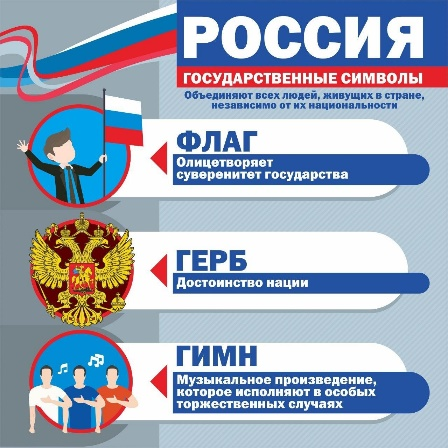 РОССИЯ
ГОСУДАРСТВЕННЫЕ СИМВОЛЫ
Объединяют всех людей, живущих в стране,
независимо от их национальности
ФЛАГ
Олицетворяет
суверенитет государства
ГЕРБ
Достоинство нации
ГИМН
Музыкальное произведение,
которое исполняют в особых
торжественных случаях